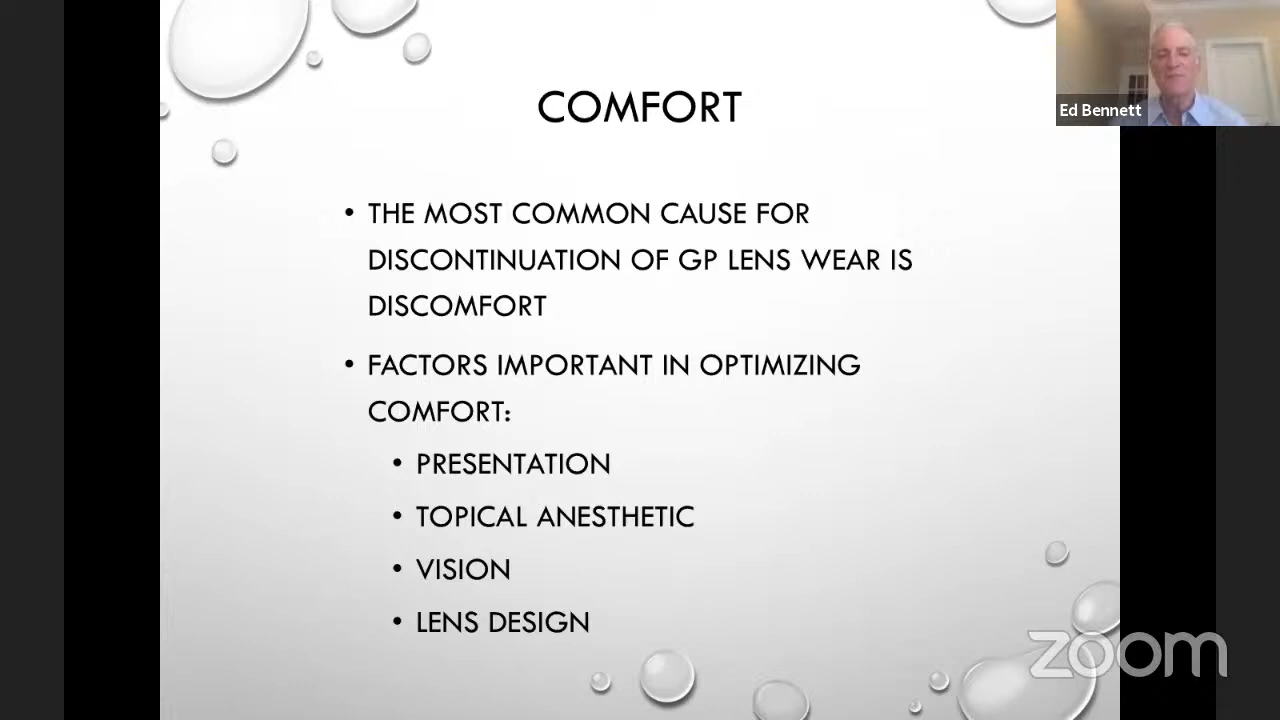 COMFORT
Ed Bennett
• THE MOST COMMON CAUSE FOR
DISCONTINUATION OF GP LENS WEAR IS
DISCOMFORT
• FACTORS IMPORTANT IN OPTIMIZING
COMFORT:
• PRESENTATION
• TOPICAL ANESTHETIC
• VISION
• LENS DESIGN
zoom